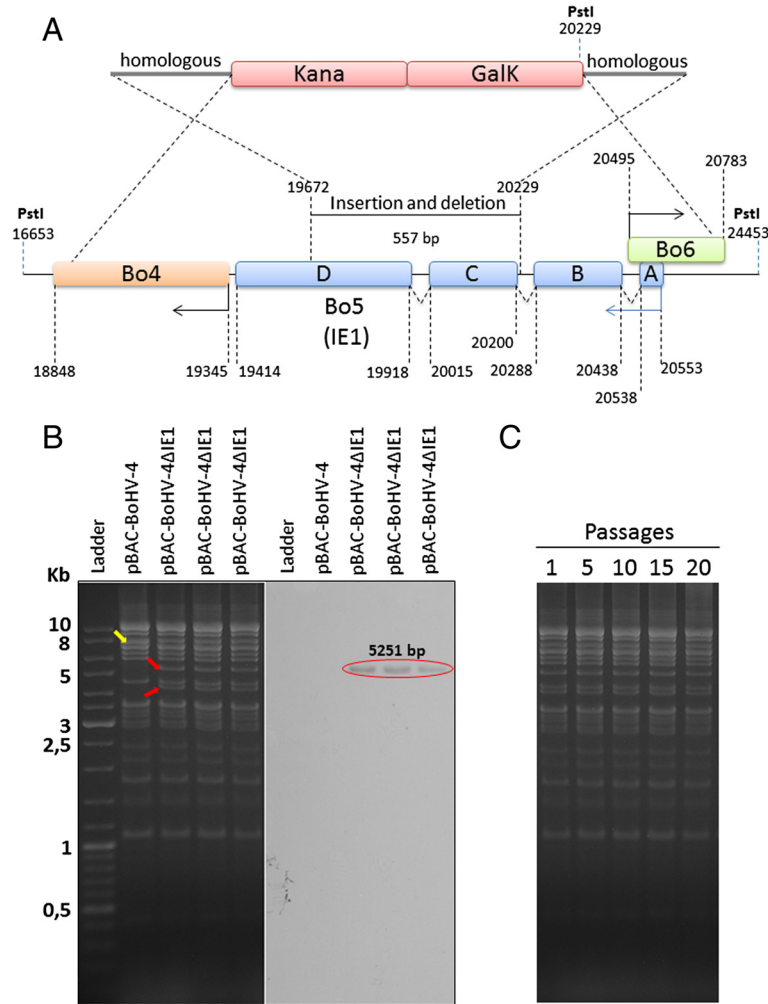 A
PstI
20229
homologous
homologous
Kana
GalK
20495
20783
19672
20229
PstI
16653
Insertion and deletion
557 bp
PstI
24453
Bo6
Bo4
D
C
B
A
Bo5
(IE1)
18848
19345
19414
19918
20015
20200
20288
20438
20538
20553
B
Ladder
pBAC-BoHV-4
pBAC-BoHV-4ΔIE1
pBAC-BoHV-4ΔIE1
pBAC-BoHV-4ΔIE1
Ladder
pBAC-BoHV-4
pBAC-BoHV-4ΔIE1
pBAC-BoHV-4ΔIE1
pBAC-BoHV-4ΔIE1
Kb
10
8
5
3
2,5
1
0,5
5251 bp
C
Passages
1 5 10 15 20